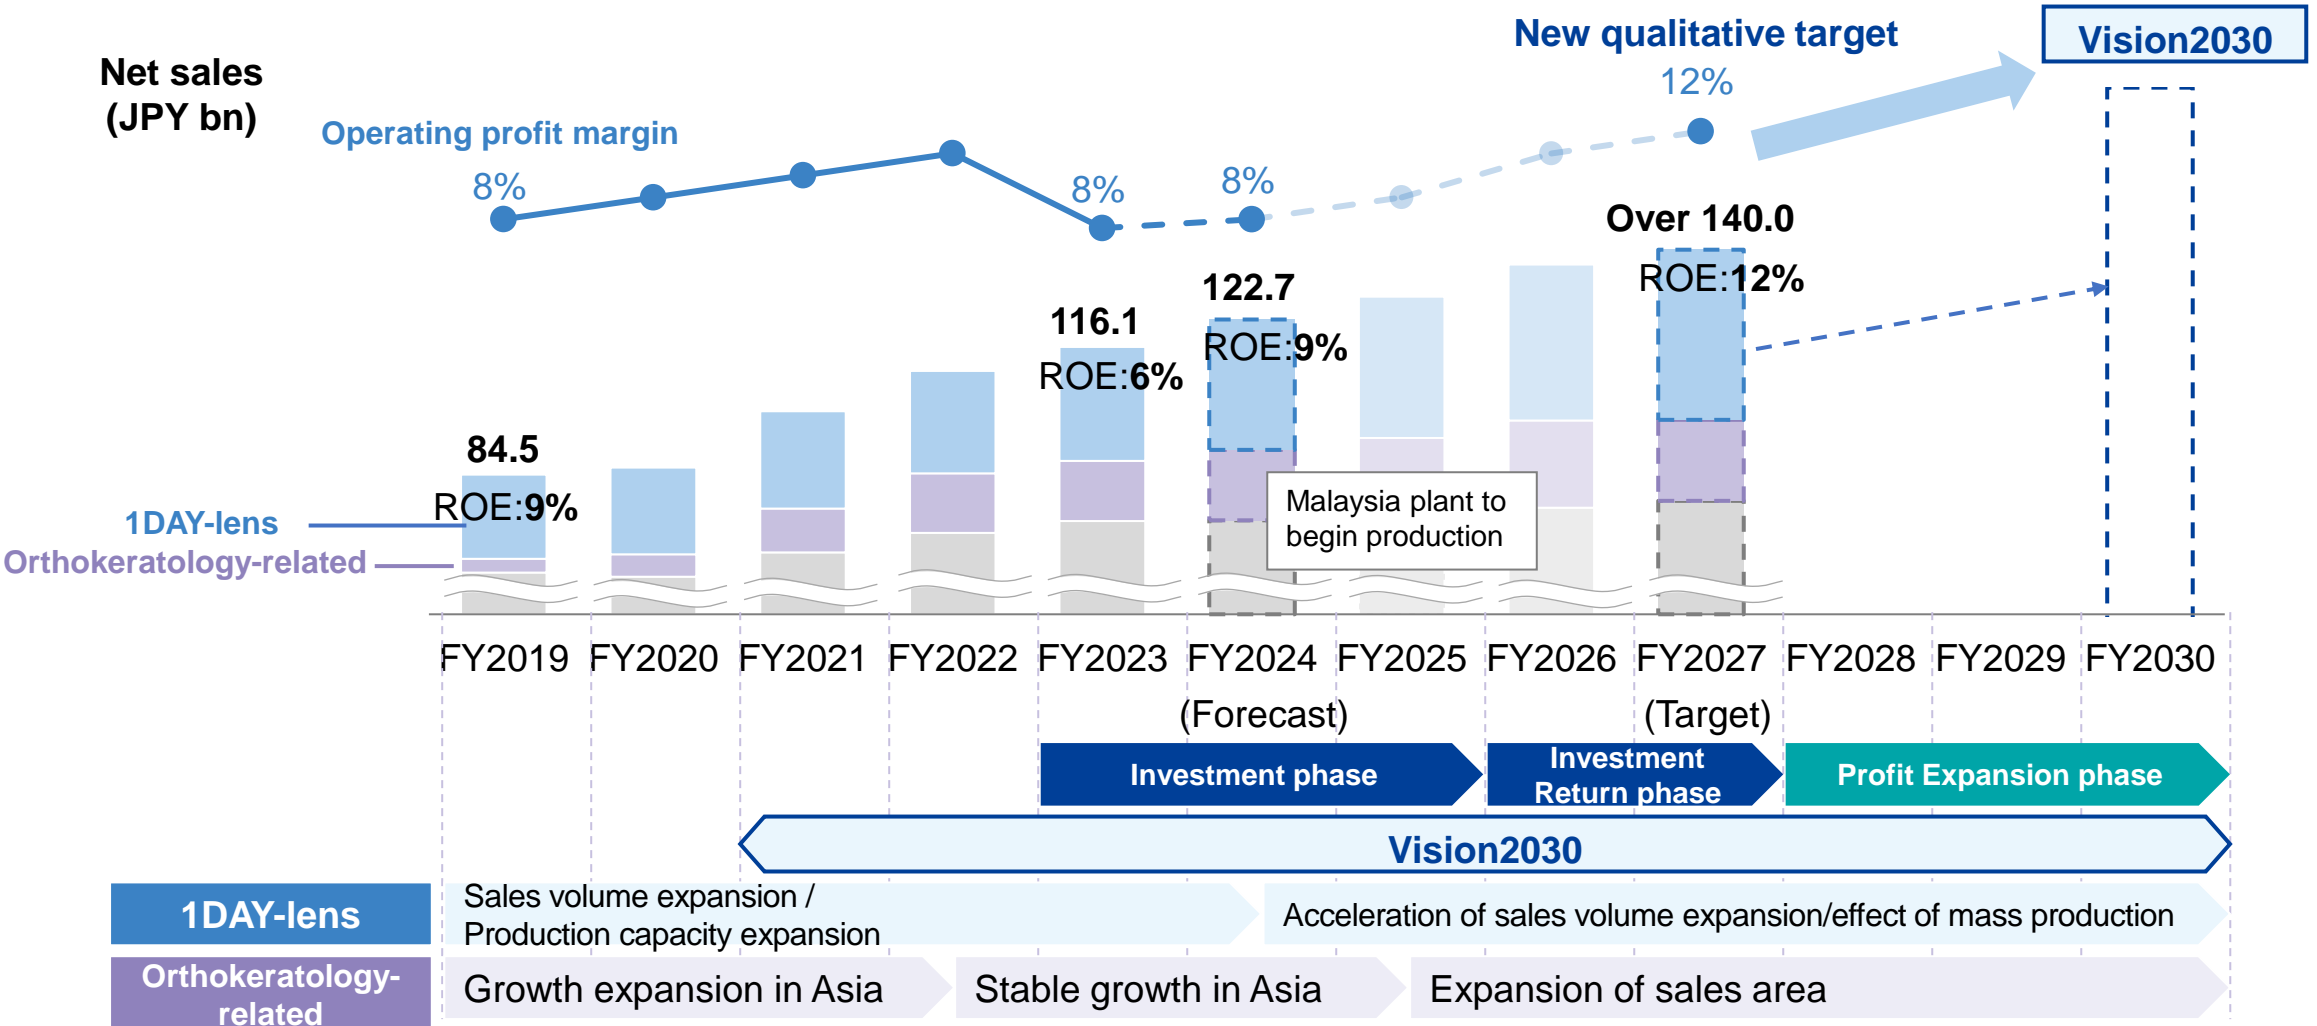 Net sales
(JPY bn)
Operating profit margin
New qualitative target
Vision2030
8%
8%
8%
12%
84.5
ROE:9%
116.1
ROE:6%
122.7
ROE:9%
Over 140.0
ROE:12%
1DAY-lens
Orthokeratology-related
Malaysia plant to
begin production
FY2019 FY2020 FY2021 FY2022 FY2023 FY2024 FY2025 FY2026 FY2027 FY2028 FY2029 FY2030
(Forecast) (Target)
Investment phase
Investment
Return phase
Profit Expansion phase
Vision2030
1DAY-lens
Sales volume expansion /
Production capacity expansion
Acceleration of sales volume expansion/effect of mass production
Orthokeratology-
related
Growth expansion in Asia
Stable growth in Asia
Expansion of sales area